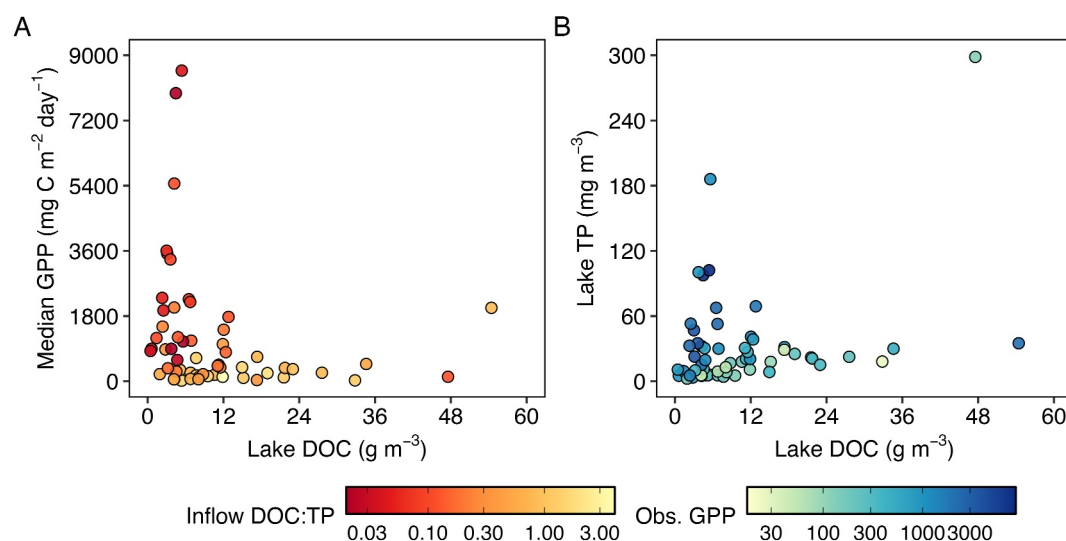 A
Median GPP (mg C m⁻² day⁻¹)
9000
7200
5400
3600
1800
0
0 12 24 36 48 60
Lake DOC (g m⁻³)
B
Lake TP (mg m⁻³)
300
240
180
120
60
0
0 12 24 36 48 60
Lake DOC (g m⁻³)
Inflow DOC:TP
0.03 0.10 0.30 1.00 3.00
Obs. GPP
30 100 300 1000 3000